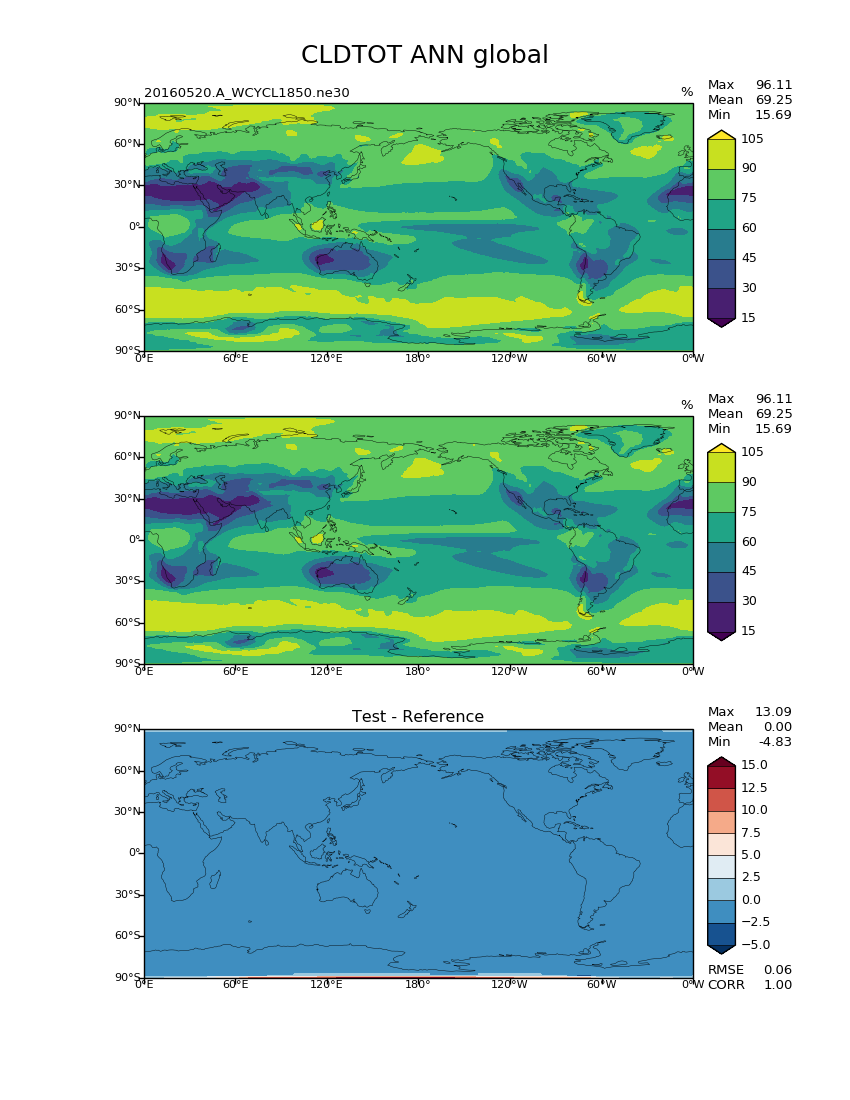 CLDTOT ANN global
20160520.A_WCYCL1850.ne30
%
Max 96.11
Mean 69.25
Min 15.69
90°N
60°N
30°N
0°
30°S
60°S
90°S
0°E 60°E 120°E 180° 120°W 60°W 0°W
105
90
75
60
45
30
15
%
Max 96.11
Mean 69.25
Min 15.69
90°N
60°N
30°N
0°
30°S
60°S
90°S
0°E 60°E 120°E 180° 120°W 60°W 0°W
105
90
75
60
45
30
15
Test - Reference
Max 13.09
Mean 0.00
Min -4.83
90°N
60°N
30°N
0°
30°S
60°S
90°S
0°E 60°E 120°E 180° 120°W 60°W 0°W
15.0
12.5
10.0
7.5
5.0
2.5
0.0
−2.5
−5.0
RMSE 0.06
CORR 1.00